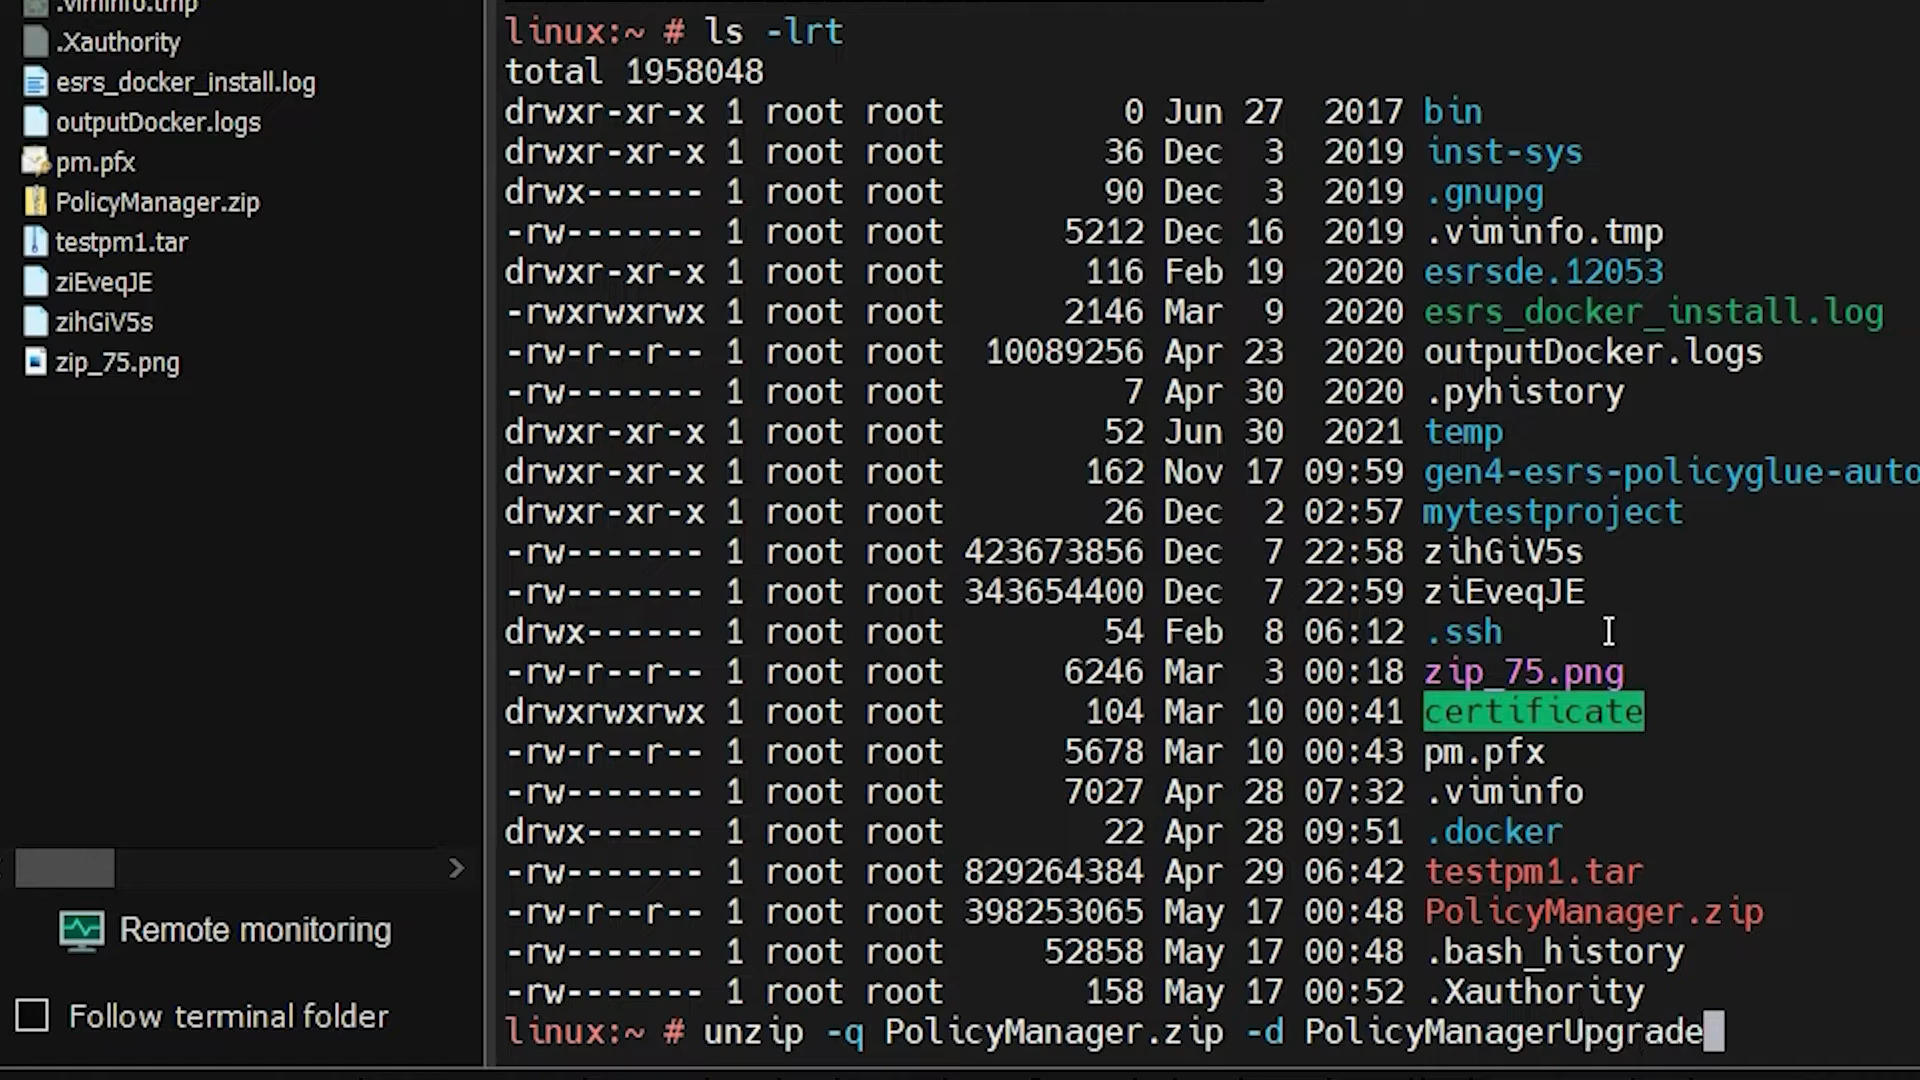 .viminfo.tmp
.Xauthority
esrs_docker_install.log
outputDocker.logs
pm.pfx
PolicyManager.zip
testpm1.tar
ziEveqJE
zihGiV5s
zip_75.png
Remote monitoring
Follow terminal folder
linux:~ # ls -lrt
total 1958048
drwxr-xr-x 1 root root 0 Jun 27 2017 bin
drwxr-xr-x 1 root root 36 Dec 3 2019 inst-sys
drwx------ 1 root root 90 Dec 3 2019 .gnupg
-rw------- 1 root root 5212 Dec 16 2019 .viminfo.tmp
drwxr-xr-x 1 root root 116 Feb 19 2020 esrsde.12053
-rwxrwxrwx 1 root root 2146 Mar 9 2020 esrs_docker_install.log
-rw-r--r-- 1 root root 10089256 Apr 23 2020 outputDocker.logs
-rw------- 1 root root 7 Apr 30 2020 .pyhistory
drwxr-xr-x 1 root root 52 Jun 30 2021 temp
drwxr-xr-x 1 root root 162 Nov 17 09:59 gen4-esrs-policyglue-auto
drwxr-xr-x 1 root root 26 Dec 2 02:57 mytestproject
-rw------- 1 root root 423673856 Dec 7 22:58 zihGiV5s
-rw------- 1 root root 343654400 Dec 7 22:59 ziEveqJE
drwx------ 1 root root 54 Feb 8 06:12 .ssh
-rw-r--r-- 1 root root 6246 Mar 3 00:18 zip_75.png
drwxrwxrwx 1 root root 104 Mar 10 00:41 certificate
-rw-r--r-- 1 root root 5678 Mar 10 00:43 pm.pfx
-rw------- 1 root root 7027 Apr 28 07:32 .viminfo
drwx------ 1 root root 22 Apr 28 09:51 .docker
-rw------- 1 root root 829264384 Apr 29 06:42 testpm1.tar
-rw-r--r-- 1 root root 398253065 May 17 00:48 PolicyManager.zip
-rw------- 1 root root 52858 May 17 00:48 .bash_history
-rw------- 1 root root 158 May 17 00:52 .Xauthority
linux:~ # unzip -q PolicyManager.zip -d PolicyManagerUpgrade